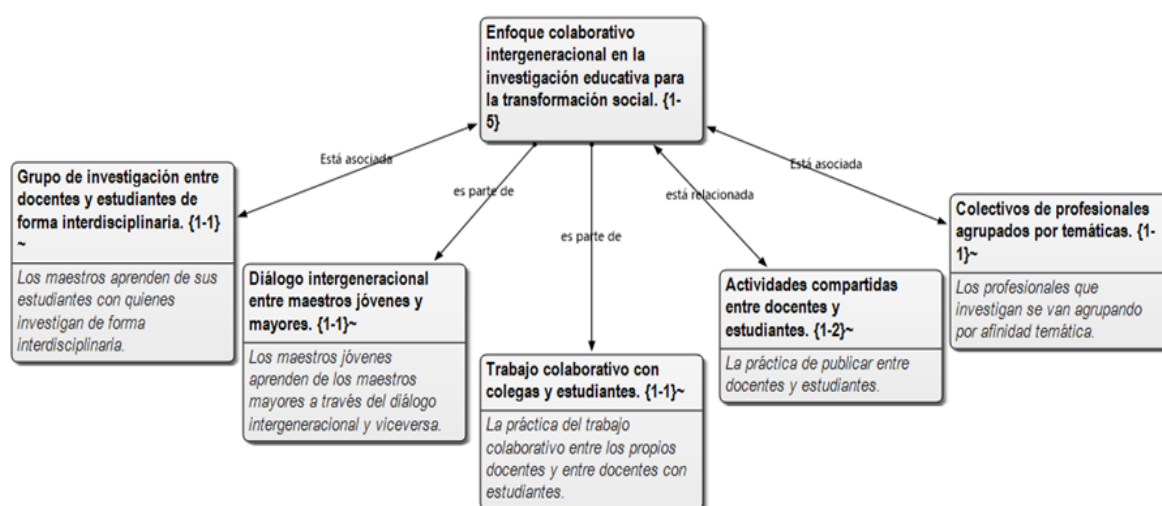 Enfoque colaborativo
intergeneracional en la
investigación educativa para
la transformación social. {1-
5}
Está asociada
es parte de
es parte de
está relacionada
Está asociada
Grupo de investigación entre
docentes y estudiantes de
forma interdisciplinaria. {1-1}
~
Los maestros aprenden de sus
estudiantes con quienes
investigan de forma
interdisciplinaria.
Diálogo intergeneracional
entre maestros jóvenes y
mayores. {1-1}~
Los maestros jóvenes
aprenden de los maestros
mayores a través del diálogo
intergeneracional y viceversa.
Trabajo colaborativo con
colegas y estudiantes. {1-1}~
La práctica del trabajo
colaborativo entre los propios
docentes y entre docentes con
estudiantes.
Actividades compartidas
entre docentes y
estudiantes. {1-2}~
La práctica de publicar entre
docentes y estudiantes.
Colectivos de profesionales
agrupados por temáticas. {1-
1}~
Los profesionales que
investigan se van agrupando
por afinidad temática.